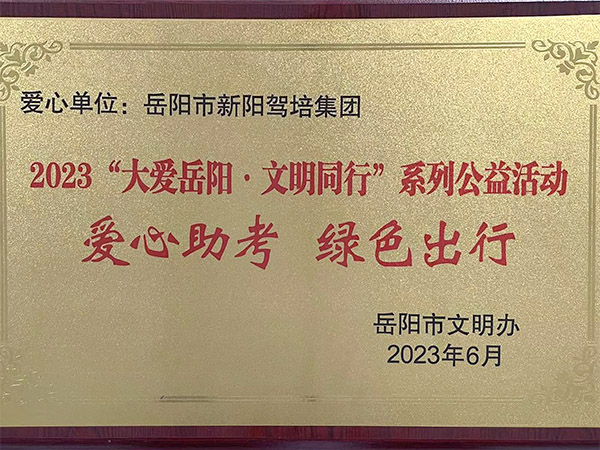 爱心单位：岳阳市新阳驾培集团
2023“大爱岳阳·文明同行”系列公益活动
爱心助考 绿色出行
岳阳市文明办
2023年6月